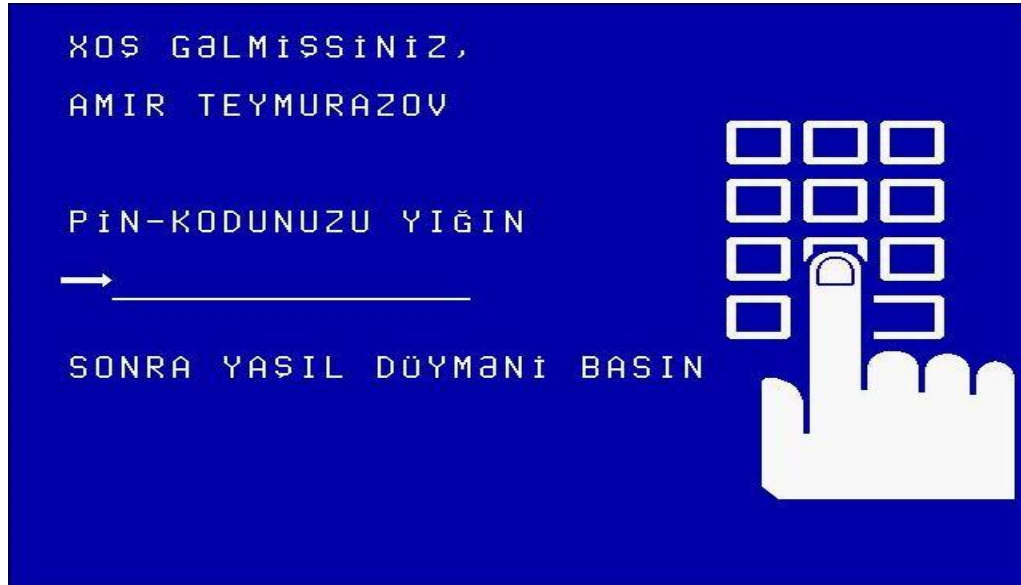 XOŞ GƏLMİŞSİNİZ,
AMIR TEYMURAZOV
PİN-KODUNUZU YIĞIN
SONRA YAŞIL DÜYMƏNİ BASIN